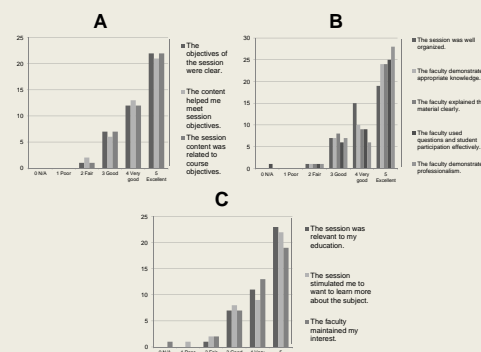 A
25
20
15
10
5
0
0 N/A 1 Poor 2 Fair 3 Good 4 Very good 5 Excellent
The objectives of the session were clear.
The content helped me meet session objectives.
The session content was related to course objectives.
B
30
25
20
15
10
5
0
0 N/A 1 Poor 2 Fair 3 Good 4 Very good 5 Excellent
The session was well
organized.
The faculty demonstrate
appropriate knowledge.
The faculty explained th
material clearly.
The faculty used
questions and student
participation effectively.
The faculty demonstrate
professionalism.
C
25
20
15
10
5
0
The session was
relevant to my
education.
The session
stimulated me to
want to learn more
about the subject.
The faculty
maintained my
interest.